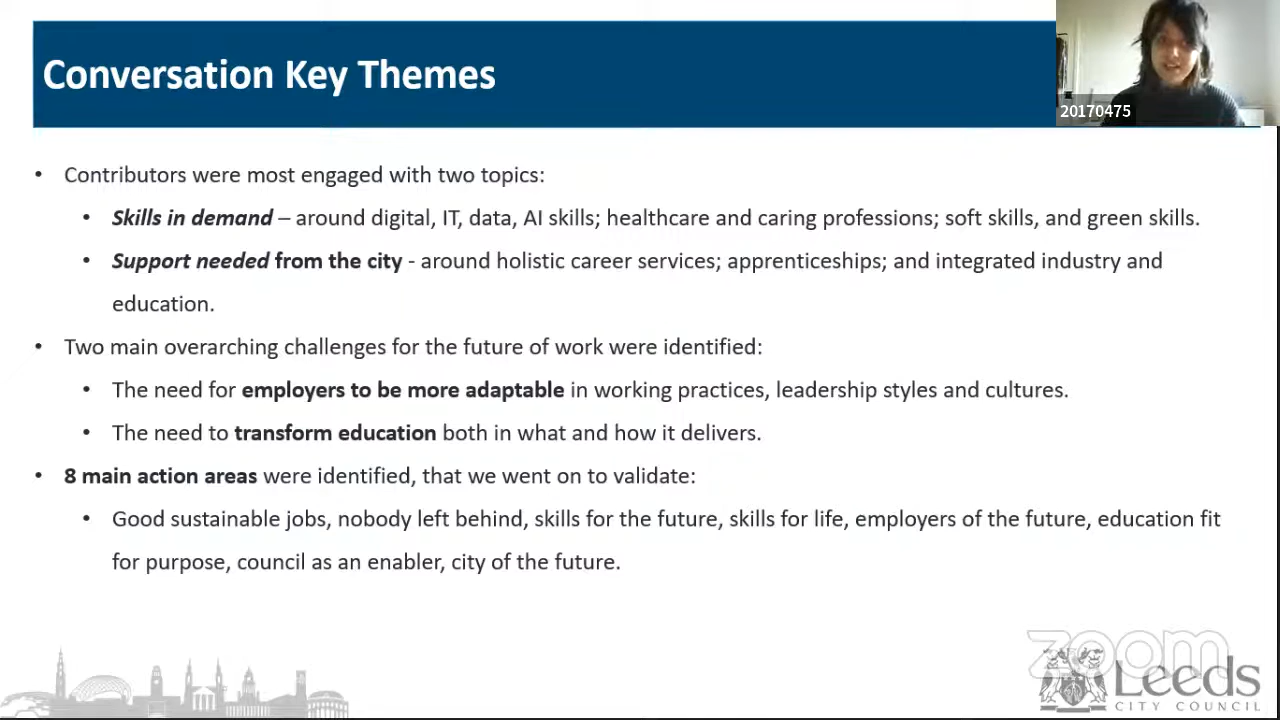 Conversation Key Themes
20170475
• Contributors were most engaged with two topics:
• Skills in demand – around digital, IT, data, AI skills; healthcare and caring professions; soft skills, and green skills.
• Support needed from the city - around holistic career services; apprenticeships; and integrated industry and
education.
• Two main overarching challenges for the future of work were identified:
• The need for employers to be more adaptable in working practices, leadership styles and cultures.
• The need to transform education both in what and how it delivers.
• 8 main action areas were identified, that we went on to validate:
• Good sustainable jobs, nobody left behind, skills for the future, skills for life, employers of the future, education fit
for purpose, council as an enabler, city of the future.
zoom
Leeds
CITY COUNCIL